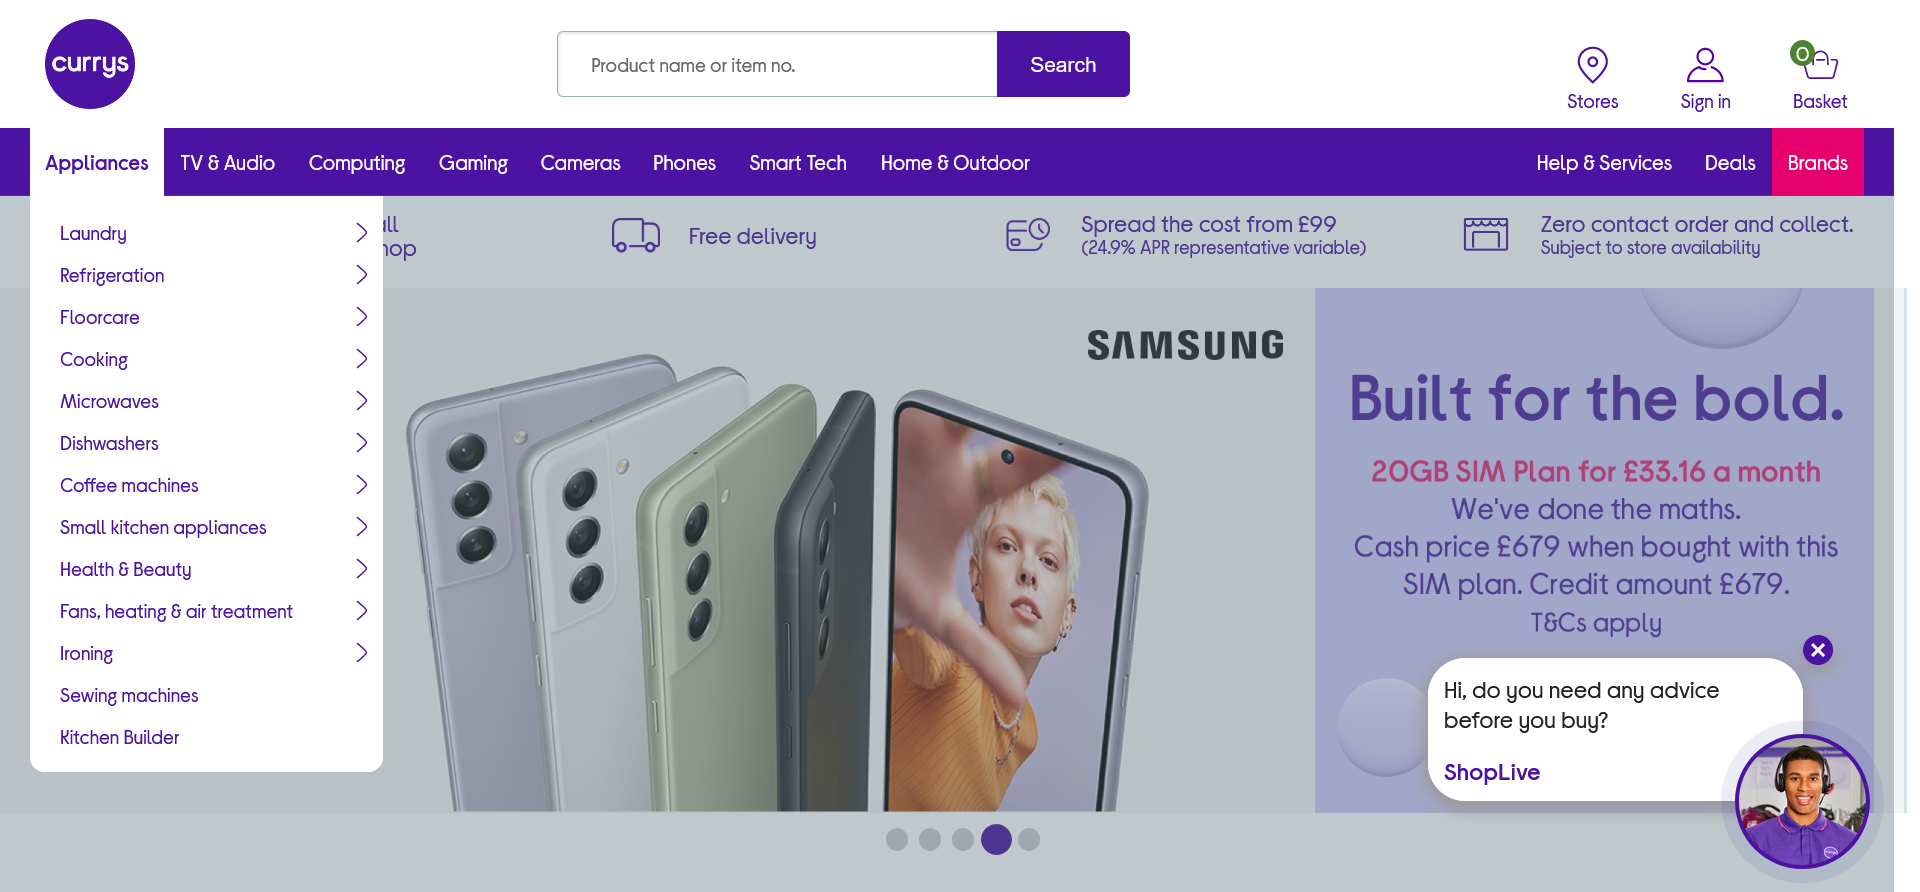 currys
Product name or item no.
Search
Stores
Sign in
0
Basket
Appliances
TV & Audio
Computing
Gaming
Cameras
Phones
Smart Tech
Home & Outdoor
Help & Services
Deals
Brands
Free delivery
Spread the cost from £99
(24.9% APR representative variable)
Zero contact order and collect.
Subject to store availability
Laundry
Refrigeration
Floorcare
Cooking
Microwaves
Dishwashers
Coffee machines
Small kitchen appliances
Health & Beauty
Fans, heating & air treatment
Ironing
Sewing machines
Kitchen Builder
SAMSUNG
Built for the bold.
20GB SIM Plan for £33.16 a month
We've done the maths.
Cash price £679 when bought with this
SIM plan. Credit amount £679.
T&Cs apply
Hi, do you need any advice
before you buy?
ShopLive